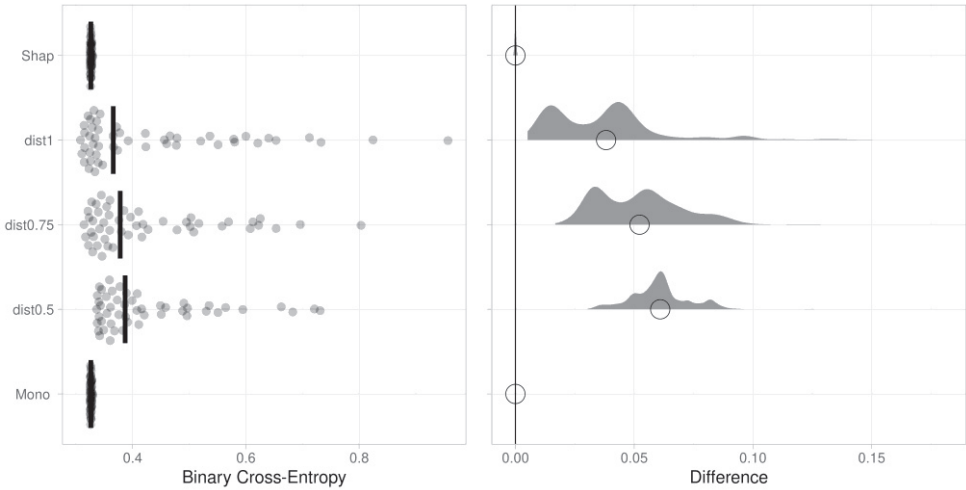 Shap
dist1
dist0.75
dist0.5
Mono
0.4 0.6 0.8
Binary Cross-Entropy
0.00 0.05 0.10 0.15
Difference